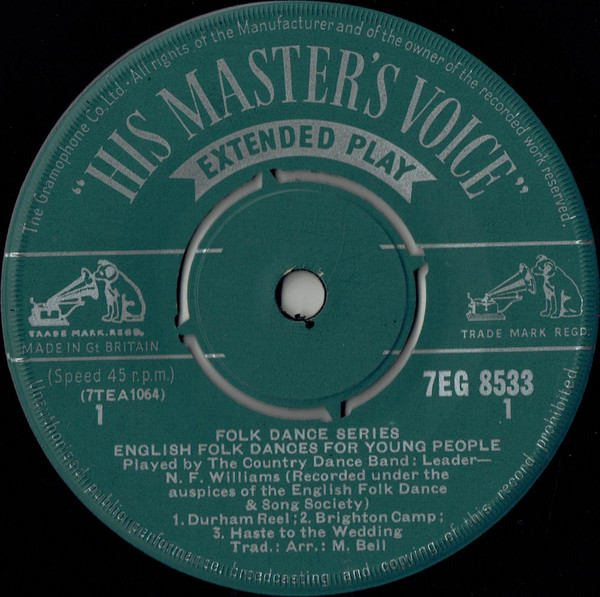 The Gramophone Co. Ltd. All rights of the Manufacturer and of the owner of the recorded work reserved.
"HIS MASTER'S VOICE"
EXTENDED PLAY
TRADE MARK. REGD.
TRADE MARK REGD.
MADE IN Gt BRITAIN
(Speed 45 r.p.m.)
(7TEA1064)
1
7EG 8533
1
FOLK DANCE SERIES
ENGLISH FOLK DANCES FOR YOUNG PEOPLE
Played by The Country Dance Band: Leader—
N. F. Williams (Recorded under the
auspices of the English Folk Dance
& Song Society)
1. Durham Reel; 2. Brighton Camp;
3. Haste to the Wedding
Trad.: Arr.: M. Bell
Unauthorised public performance, broadcasting and copying of this record prohibited.